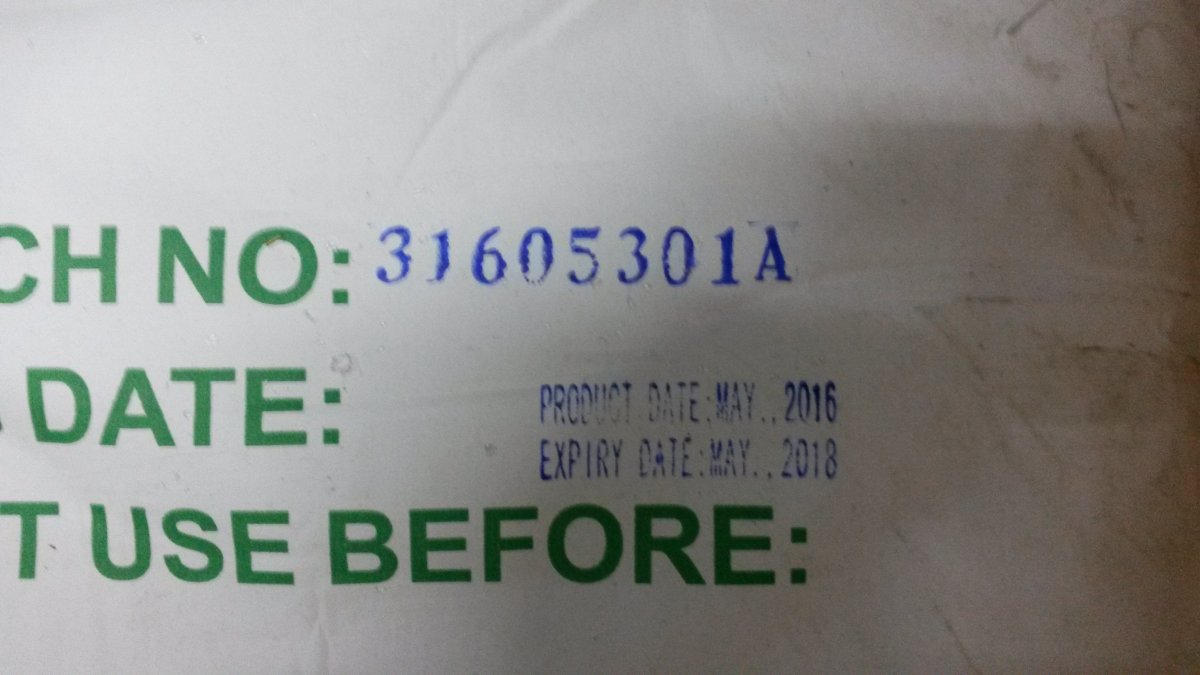 CH NO: 31605301A
DATE:
PRODUCT DATE:MAY.,2016
EXPIRY DATE:MAY.,2018
T USE BEFORE: